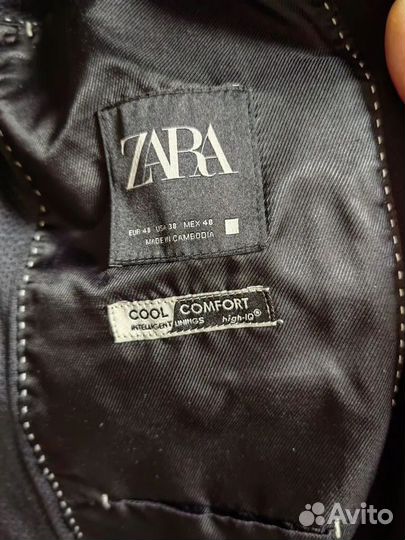 ZARA
EUR 48 USA 38 MEX 48
MADE IN CAMBODIA
COOL COMFORT
INTELLIGENT LININGS high-IQ®
Avito